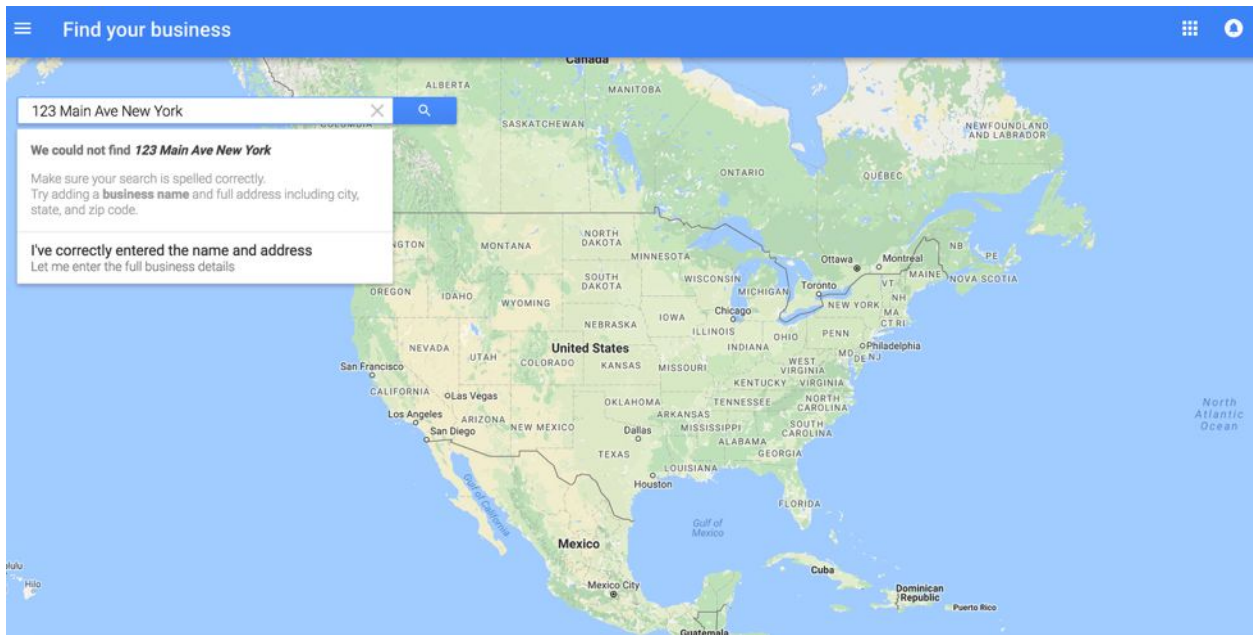 Find your business
123 Main Ave New York
We could not find 123 Main Ave New York
Make sure your search is spelled correctly.
Try adding a business name and full address including city,
state, and zip code.
I've correctly entered the name and address
Let me enter the full business details
Canada
ALBERTA
MANITOBA
SASKATCHEWAN
NEWFOUNDLAND
AND LABRADOR
ONTARIO
QUEBEC
MONTANA
NORTH
DAKOTA
MINNESOTA
Ottawa
Montreal
NB
PE
MAINE
NOVA SCOTIA
OREGON
IDAHO
WYOMING
SOUTH
DAKOTA
WISCONSIN
MICHIGAN
Toronto
VT
NH
NEW YORK
MA
CT RI
Chicago
IOWA
NEBRASKA
ILLINOIS
INDIANA
OHIO
PENN
Philadelphia
MD
DE NJ
NEVADA
UTAH
COLORADO
United States
KANSAS
MISSOURI
WEST
VIRGINIA
KENTUCKY
VIRGINIA
San Francisco
CALIFORNIA
Las Vegas
OKLAHOMA
TENNESSEE
NORTH
CAROLINA
Los Angeles
ARIZONA
NEW MEXICO
ARKANSAS
San Diego
Dallas
MISSISSIPPI
SOUTH
CAROLINA
ALABAMA
GEORGIA
TEXAS
LOUISIANA
Houston
FLORIDA
Gulf of California
Gulf of
Mexico
Mexico
Mexico City
Cuba
Dominican
Republic
Puerto Rico
Guatemala
Hilo
North
Atlantic
Ocean